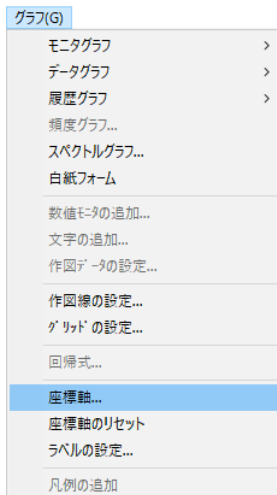 グラフ(G)
モニタグラフ
データグラフ
履歴グラフ
頻度グラフ...
スペクトルグラフ...
白紙フォーム
数値ﾓﾆﾀの追加...
文字の追加...
作図ﾃﾞｰﾀの設定...
作図線の設定...
ｸﾞﾘｯﾄﾞの設定...
回帰式...
座標軸...
座標軸のリセット
ラベルの設定...
凡例の追加